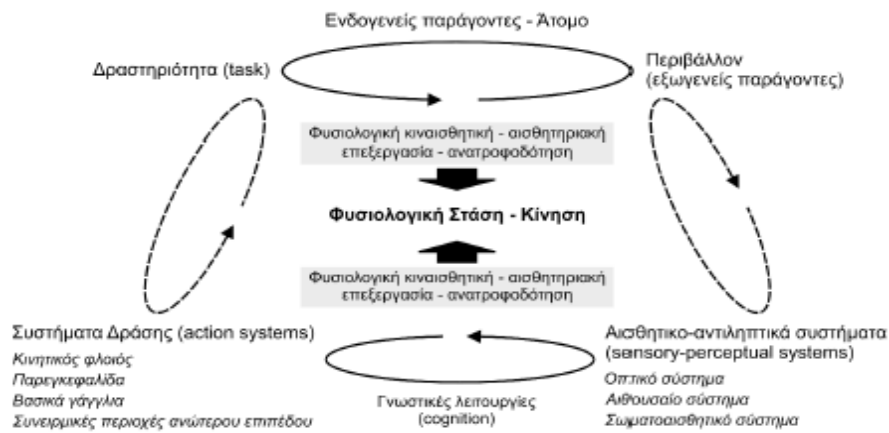 Ενδογενείς παράγοντες - Άτομο
Δραστηριότητα (task)
Περιβάλλον
(εξωγενείς παράγοντες)
Φυσιολογική κιναισθητική - αισθητηριακή
επεξεργασία - ανατροφοδότηση
Φυσιολογική Στάση - Κίνηση
Φυσιολογική κιναισθητική - αισθητηριακή
επεξεργασία - ανατροφοδότηση
Συστήματα Δράσης (action systems)
Κινητικός φλοιός
Παρεγκεφαλίδα
Βασικά γάγγλια
Συνειρμικές περιοχές ανώτερου επιπέδου
Γνωστικές λειτουργίες
(cognition)
Αισθητικο-αντιληπτικά συστήματα
(sensory-perceptual systems)
Οπτικό σύστημα
Αιθουσαίο σύστημα
Σωματοαισθητικό σύστημα